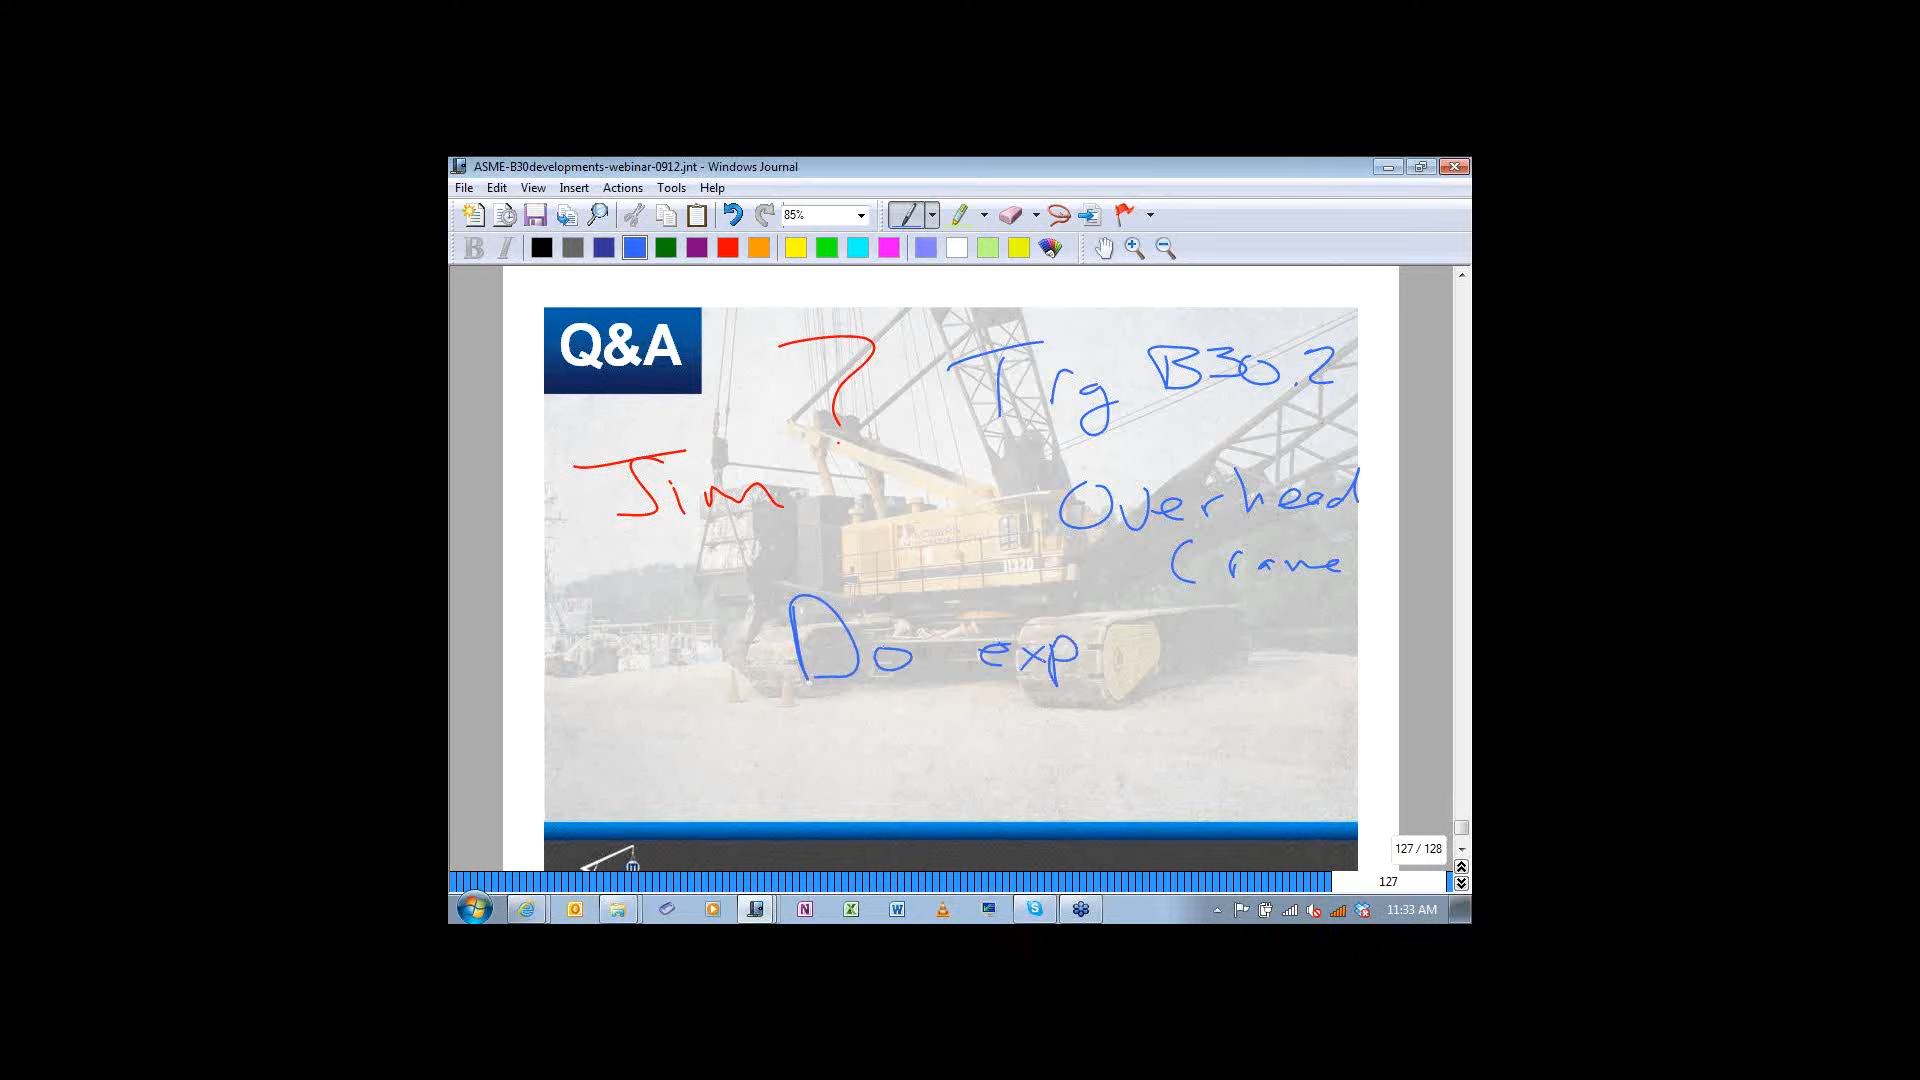 ASME-B30developments-webinar-0912.jnt - Windows Journal
File Edit View Insert Actions Tools Help
85%
B I
Q&A
?
Trg B30.2
Jim
Overhead
Crane
11320
Do exp
127 / 128
127
11:33 AM